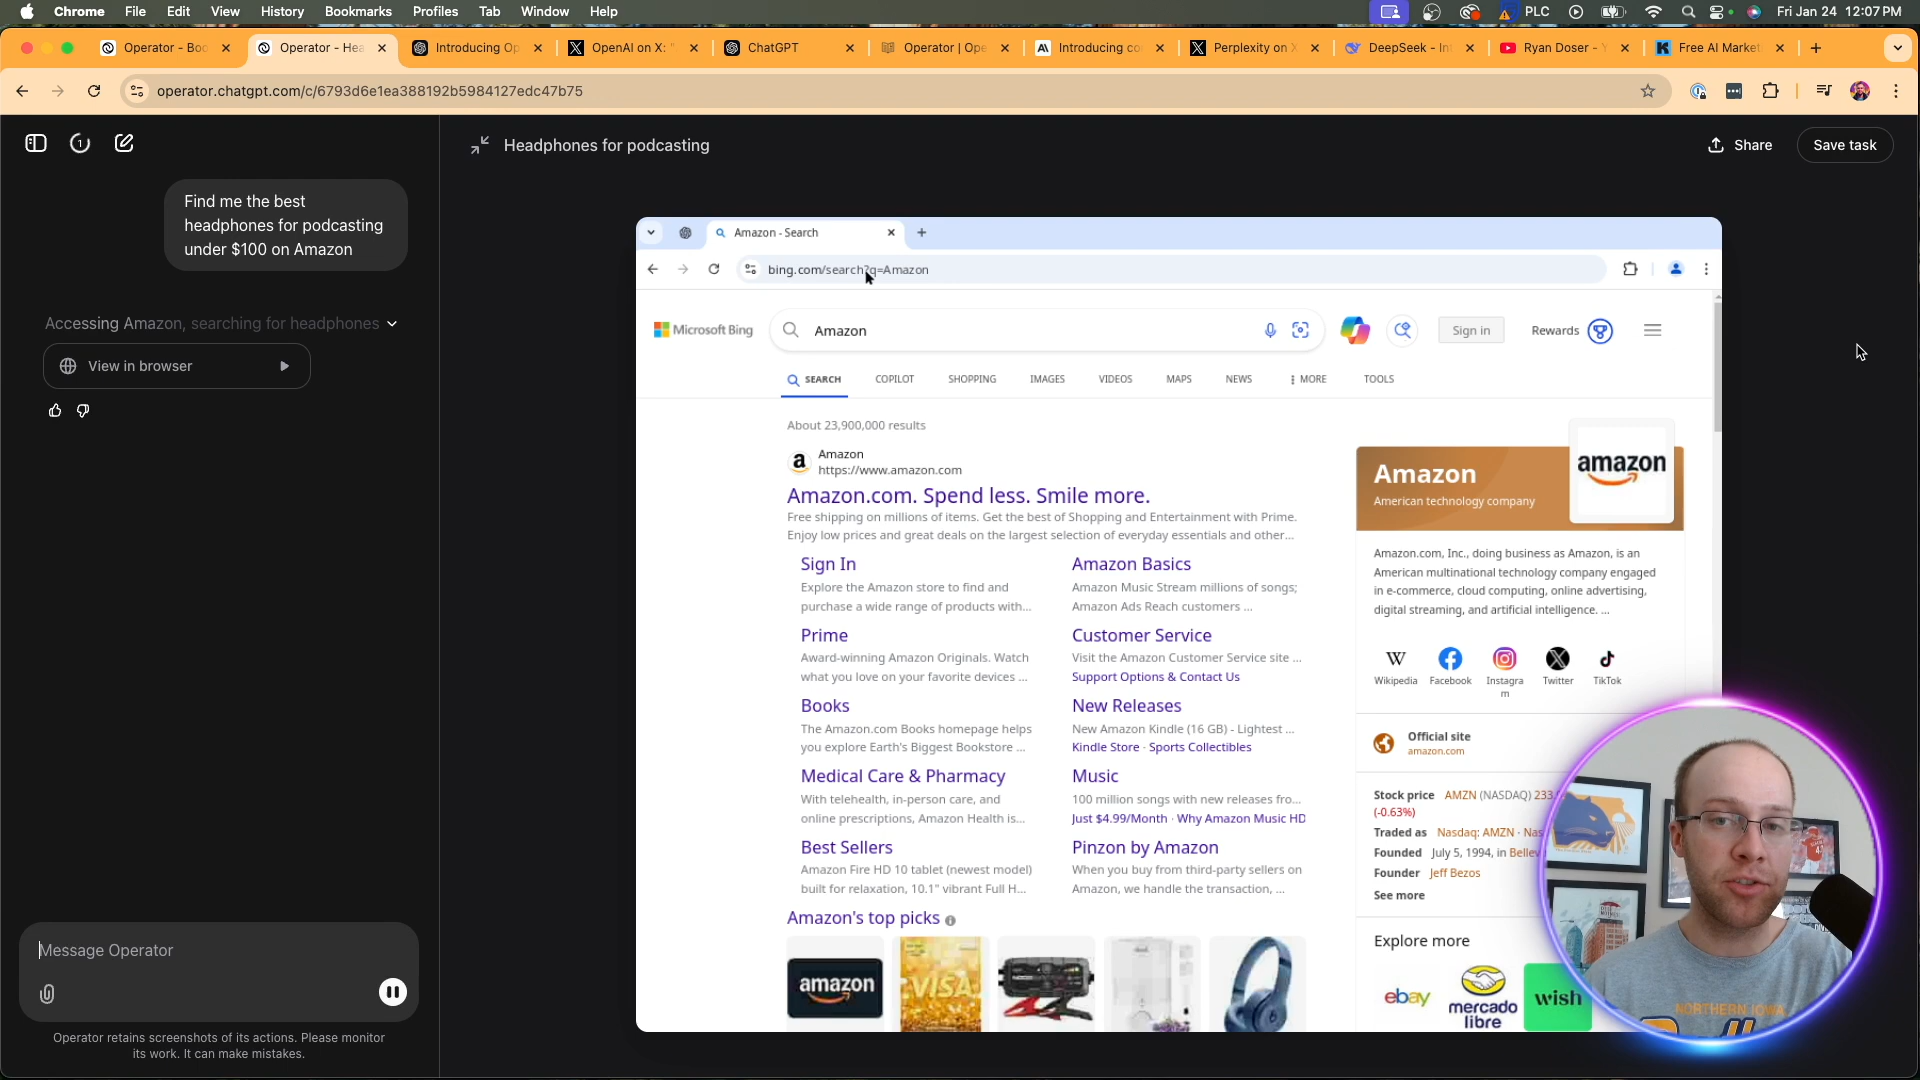 Chrome File Edit View History Bookmarks Profiles Tab Window Help
PLC Fri Jan 24 12:07 PM
Operator - Boo
Operator - Hea
Introducing Op
OpenAI on X: "
ChatGPT
Operator | Ope
Introducing co
Perplexity on X
DeepSeek - In
Ryan Doser - Y
Free AI Market
operator.chatgpt.com/c/6793d6e1ea388192b5984127edc47b75
1
Headphones for podcasting
Share
Save task
Find me the best
headphones for podcasting
under $100 on Amazon
Accessing Amazon, searching for headphones
View in browser
Message Operator
Operator retains screenshots of its actions. Please monitor
its work. It can make mistakes.
Amazon - Search
bing.com/search?q=Amazon
Microsoft Bing
Amazon
Sign in
Rewards
SEARCH COPILOT SHOPPING IMAGES VIDEOS MAPS NEWS MORE TOOLS
About 23,900,000 results
Amazon
https://www.amazon.com
Amazon.com. Spend less. Smile more.
Free shipping on millions of items. Get the best of Shopping and Entertainment with Prime.
Enjoy low prices and great deals on the largest selection of everyday essentials and other...
Sign In
Explore the Amazon store to find and
purchase a wide range of products with...
Amazon Basics
Amazon Music Stream millions of songs;
Amazon Ads Reach customers ...
Prime
Award-winning Amazon Originals. Watch
what you love on your favorite devices ...
Customer Service
Visit the Amazon Customer Service site ...
Support Options & Contact Us
Books
The Amazon.com Books homepage helps
you explore Earth's Biggest Bookstore ...
New Releases
New Amazon Kindle (16 GB) - Lightest ...
Kindle Store · Sports Collectibles
Medical Care & Pharmacy
With telehealth, in-person care, and
online prescriptions, Amazon Health is...
Music
100 million songs with new releases fro...
Just $4.99/Month · Why Amazon Music HD
Best Sellers
Amazon Fire HD 10 tablet (newest model)
built for relaxation, 10.1" vibrant Full H...
Pinzon by Amazon
When you buy from third-party sellers on
Amazon, we handle the transaction, ...
Amazon's top picks
amazon
VISA
Amazon
American technology company
amazon
Amazon.com, Inc., doing business as Amazon, is an
American multinational technology company engaged
in e-commerce, cloud computing, online advertising,
digital streaming, and artificial intelligence. ...
Wikipedia
Facebook
Instagra
m
Twitter
TikTok
Official site
amazon.com
Stock price AMZN (NASDAQ) 233.
(-0.63%)
Traded as Nasdaq: AMZN · Nas
Founded July 5, 1994, in Bellev
Founder Jeff Bezos
See more
Explore more
ebay
mercado
libre
wish
NORTHERN IOWA